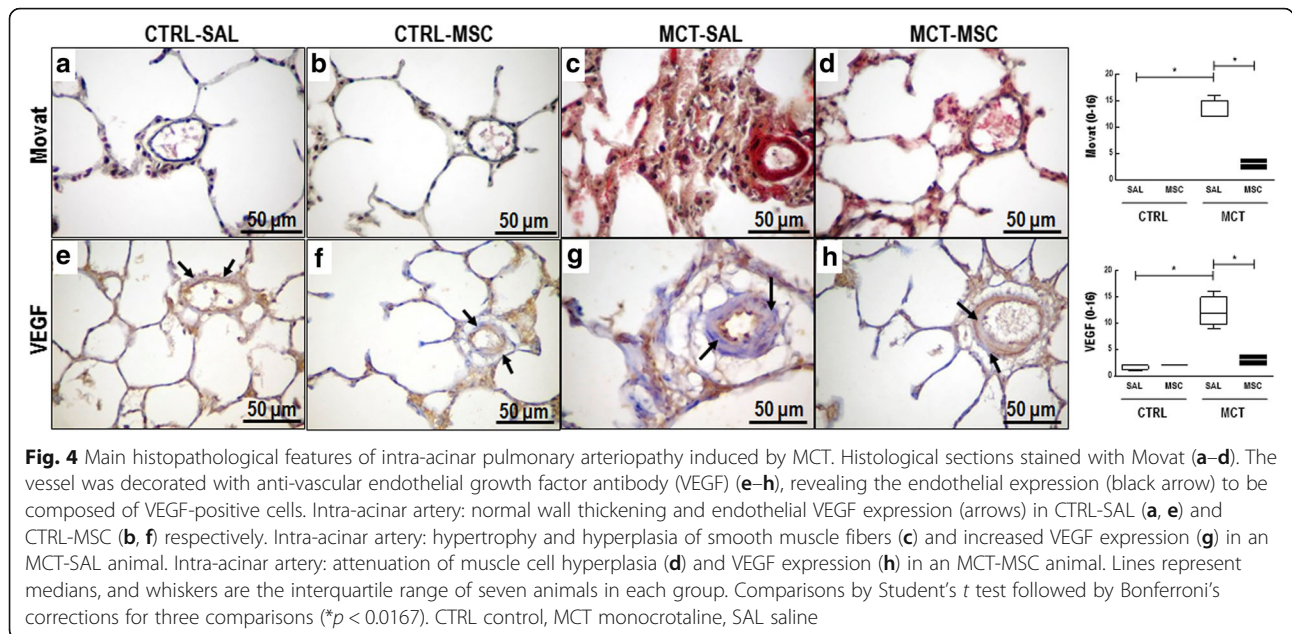 CTRL-SAL CTRL-MSC MCT-SAL MCT-MSC
Movat
a b c d
50 µm 50 µm 50 µm 50 µm
Movat (0-16)
20
15
10
5
0
* *
SAL MSC SAL MSC
CTRL MCT
VEGF
e f g h
50 µm 50 µm 50 µm 50 µm
VEGF (0-16)
20
15
10
5
0
* *
SAL MSC SAL MSC
CTRL MCT
Fig. 4 Main histopathological features of intra-acinar pulmonary arteriopathy induced by MCT. Histological sections stained with Movat (a–d). The
vessel was decorated with anti-vascular endothelial growth factor antibody (VEGF) (e–h), revealing the endothelial expression (black arrow) to be
composed of VEGF-positive cells. Intra-acinar artery: normal wall thickening and endothelial VEGF expression (arrows) in CTRL-SAL (a, e) and
CTRL-MSC (b, f) respectively. Intra-acinar artery: hypertrophy and hyperplasia of smooth muscle fibers (c) and increased VEGF expression (g) in an
MCT-SAL animal. Intra-acinar artery: attenuation of muscle cell hyperplasia (d) and VEGF expression (h) in an MCT-MSC animal. Lines represent
medians, and whiskers are the interquartile range of seven animals in each group. Comparisons by Student's t test followed by Bonferroni's
corrections for three comparisons (*p < 0.0167). CTRL control, MCT monocrotaline, SAL saline